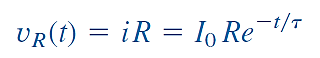 v_R(t) = iR = I_0 Re^{-t/τ}